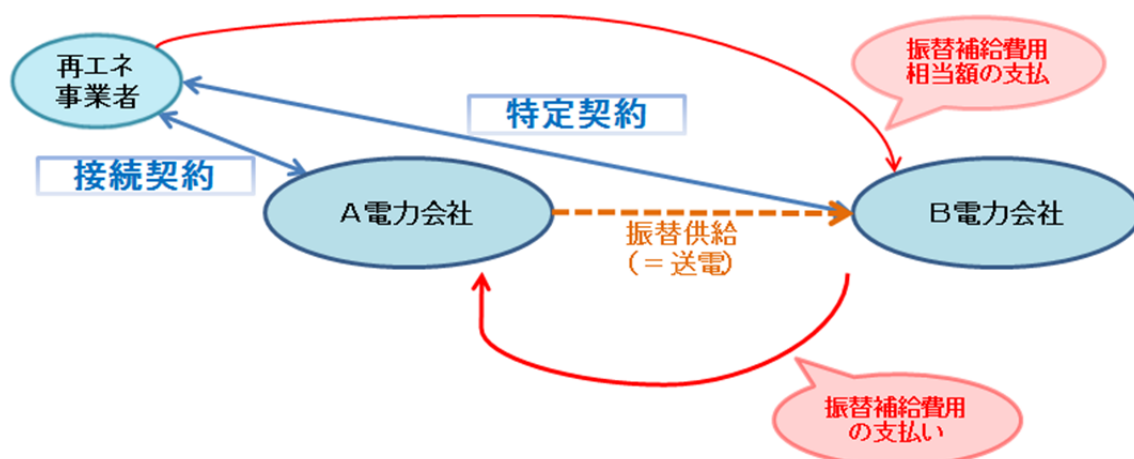 再エネ
事業者
振替補給費用
相当額の支払
特定契約
接続契約
A電力会社
B電力会社
振替供給
(=送電)
振替補給費用
の支払い